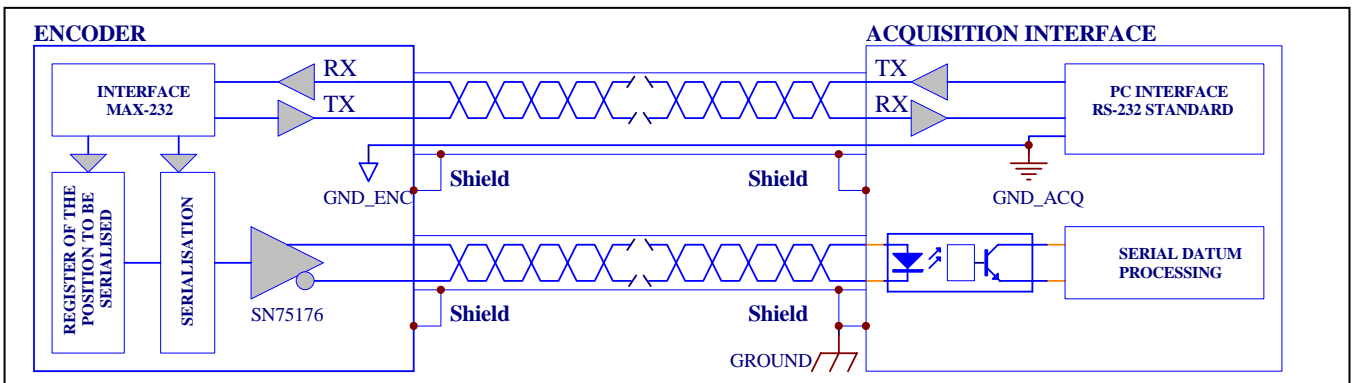 ENCODER
ACQUISITION INTERFACE
INTERFACE
MAX-232
RX
TX
TX
RX
PC INTERFACE
RS-232 STANDARD
GND_ENC
Shield
Shield
GND_ACQ
REGISTER OF THE
POSITION TO BE
SERIALISED
SERIALISATION
SN75176
Shield
Shield
GROUND
SERIAL DATUM
PROCESSING